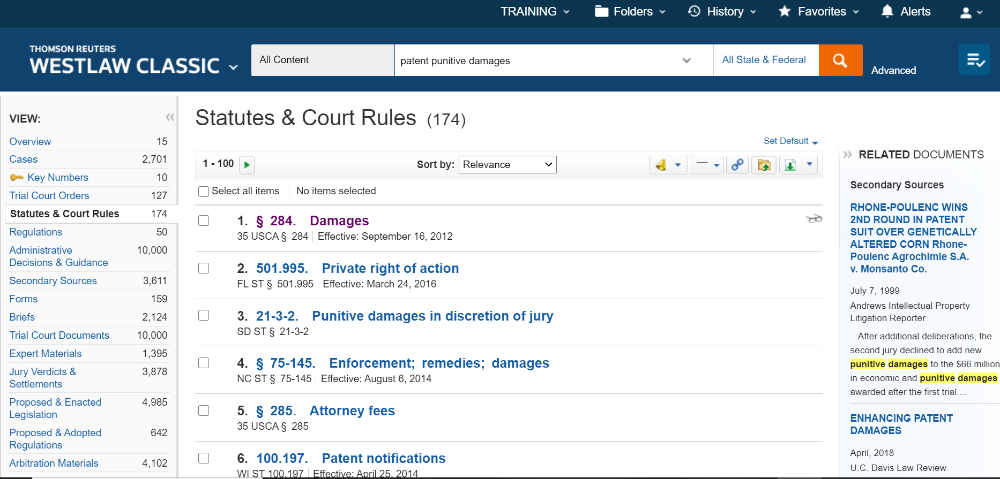 TRAINING Folders History Favorites Alerts
THOMSON REUTERS
WESTLAW CLASSIC
All Content
patent punitive damages
All State & Federal
Advanced
VIEW:
Overview 15
Cases 2,701
Key Numbers 10
Trial Court Orders 127
Statutes & Court Rules 174
Regulations 50
Administrative 10,000
Decisions & Guidance
Secondary Sources 3,611
Forms 159
Briefs 2,124
Trial Court Documents 10,000
Expert Materials 1,395
Jury Verdicts & 3,878
Settlements
Proposed & Enacted 4,985
Legislation
Proposed & Adopted 642
Regulations
Arbitration Materials 4,102
Statutes & Court Rules (174)
Set Default
1 - 100
Sort by: Relevance
Select all items No items selected
1. § 284. Damages
35 USCA § 284 Effective: September 16, 2012
2. 501.995. Private right of action
FL ST § 501.995 Effective: March 24, 2016
3. 21-3-2. Punitive damages in discretion of jury
SD ST § 21-3-2
4. § 75-145. Enforcement; remedies; damages
NC ST § 75-145 Effective: August 6, 2014
5. § 285. Attorney fees
35 USCA § 285
6. 100.197. Patent notifications
WI ST 100.197 Effective: April 25, 2014
RELATED DOCUMENTS
Secondary Sources
RHONE-POULENC WINS
2ND ROUND IN PATENT
SUIT OVER GENETICALLY
ALTERED CORN Rhone-
Poulenc Agrochimie S.A.
v. Monsanto Co.
July 7, 1999
Andrews Intellectual Property
Litigation Reporter
...After additional deliberations, the
second jury declined to add new
punitive damages to the $66 million
in economic and punitive damages
awarded after the first trial....
ENHANCING PATENT
DAMAGES
April, 2018
U.C. Davis Law Review